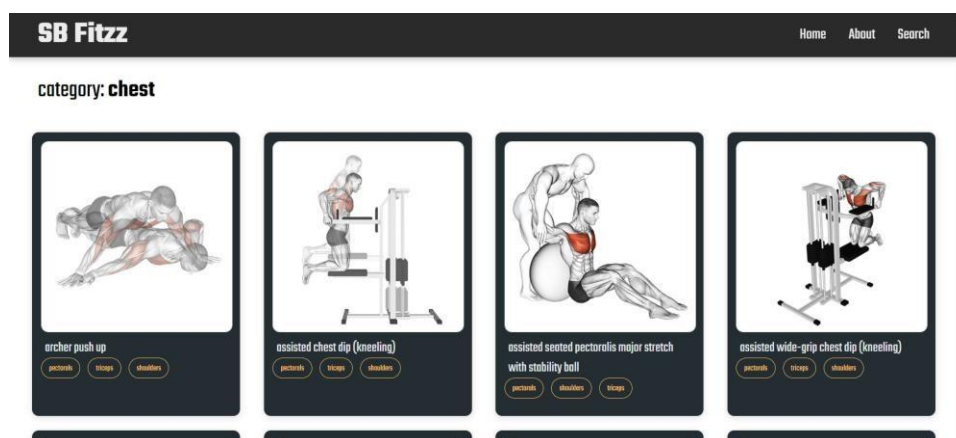 SB Fitzz
Home About Search
category: chest
archer push up
pectorals triceps shoulders
assisted chest dip (kneeling)
pectorals triceps shoulders
assisted seated pectoralis major stretch
with stability ball
pectorals shoulders triceps
assisted wide-grip chest dip (kneeling)
pectorals triceps shoulders